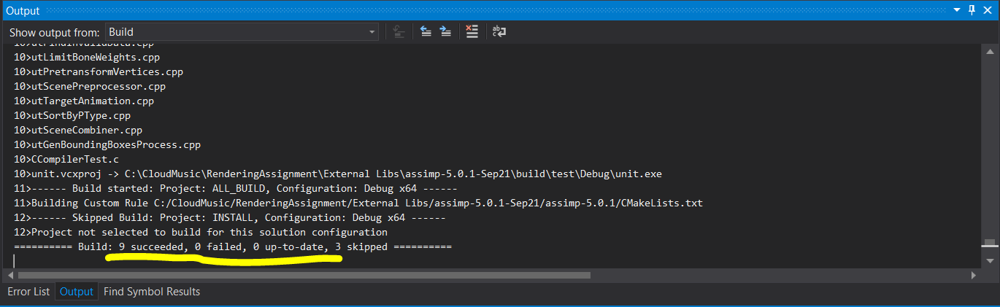 Output
Show output from: Build
10>utFindInvalidData.cpp
10>utLimitBoneWeights.cpp
10>utPretransformVertices.cpp
10>utScenePreprocessor.cpp
10>utTargetAnimation.cpp
10>utSortByPType.cpp
10>utSceneCombiner.cpp
10>utGenBoundingBoxesProcess.cpp
10>CCompilerTest.c
10>unit.vcxproj -> C:\CloudMusic\RenderingAssignment\External Libs\assimp-5.0.1-Sep21\build\test\Debug\unit.exe
11>------ Build started: Project: ALL_BUILD, Configuration: Debug x64 ------
11>Building Custom Rule C:/CloudMusic/RenderingAssignment/External Libs/assimp-5.0.1-Sep21/assimp-5.0.1/CMakeLists.txt
12>------ Skipped Build: Project: INSTALL, Configuration: Debug x64 ------
12>Project not selected to build for this solution configuration
========== Build: 9 succeeded, 0 failed, 0 up-to-date, 3 skipped ==========
Error List Output Find Symbol Results